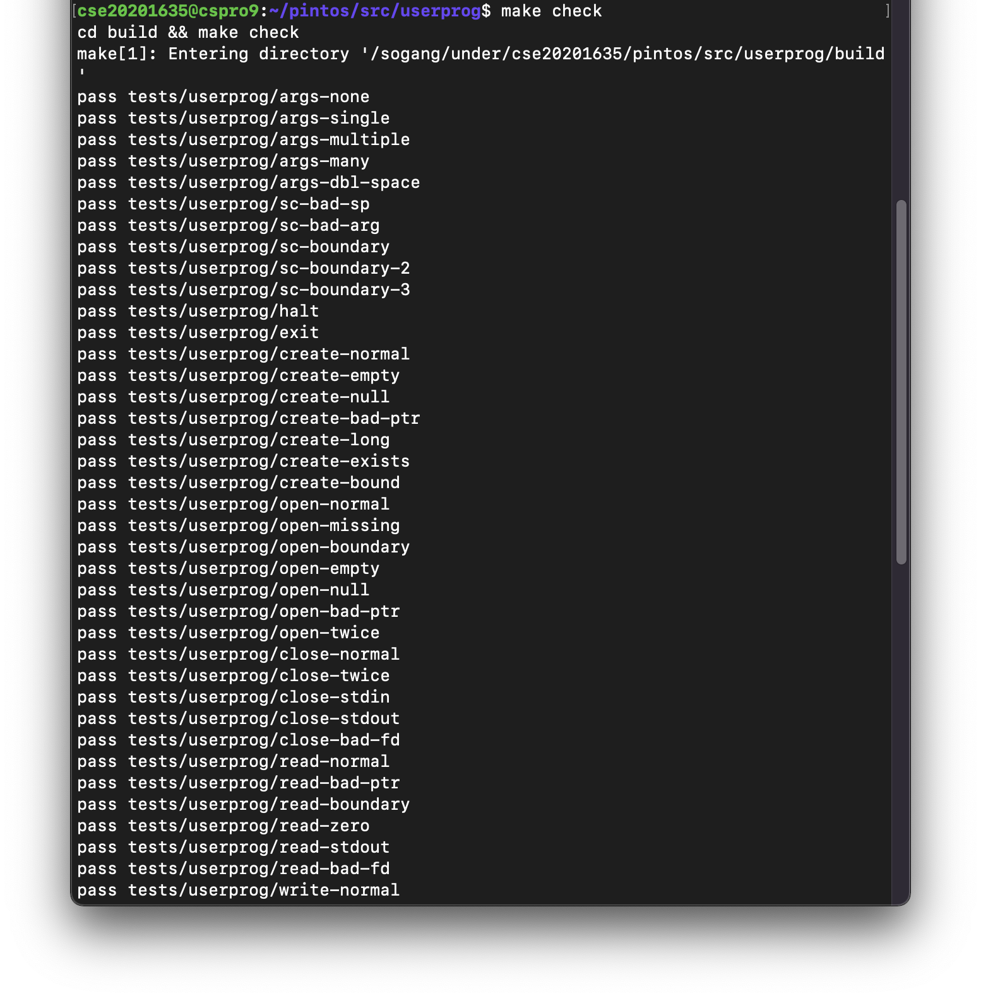 [cse20201635@cspro9:~/pintos/src/userprog$ make check ]
cd build && make check
make[1]: Entering directory '/sogang/under/cse20201635/pintos/src/userprog/build
'
pass tests/userprog/args-none
pass tests/userprog/args-single
pass tests/userprog/args-multiple
pass tests/userprog/args-many
pass tests/userprog/args-dbl-space
pass tests/userprog/sc-bad-sp
pass tests/userprog/sc-bad-arg
pass tests/userprog/sc-boundary
pass tests/userprog/sc-boundary-2
pass tests/userprog/sc-boundary-3
pass tests/userprog/halt
pass tests/userprog/exit
pass tests/userprog/create-normal
pass tests/userprog/create-empty
pass tests/userprog/create-null
pass tests/userprog/create-bad-ptr
pass tests/userprog/create-long
pass tests/userprog/create-exists
pass tests/userprog/create-bound
pass tests/userprog/open-normal
pass tests/userprog/open-missing
pass tests/userprog/open-boundary
pass tests/userprog/open-empty
pass tests/userprog/open-null
pass tests/userprog/open-bad-ptr
pass tests/userprog/open-twice
pass tests/userprog/close-normal
pass tests/userprog/close-twice
pass tests/userprog/close-stdin
pass tests/userprog/close-stdout
pass tests/userprog/close-bad-fd
pass tests/userprog/read-normal
pass tests/userprog/read-bad-ptr
pass tests/userprog/read-boundary
pass tests/userprog/read-zero
pass tests/userprog/read-stdout
pass tests/userprog/read-bad-fd
pass tests/userprog/write-normal